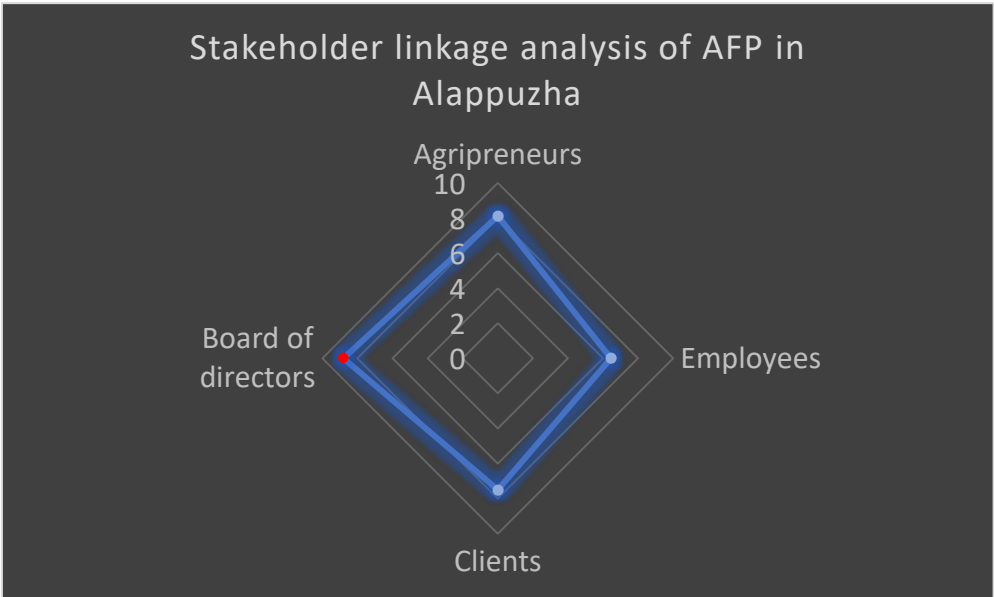 Stakeholder linkage analysis of AFP in
Alappuzha
Agripreneurs
10
8
6
4
2
0
Board of
directors
Employees
Clients